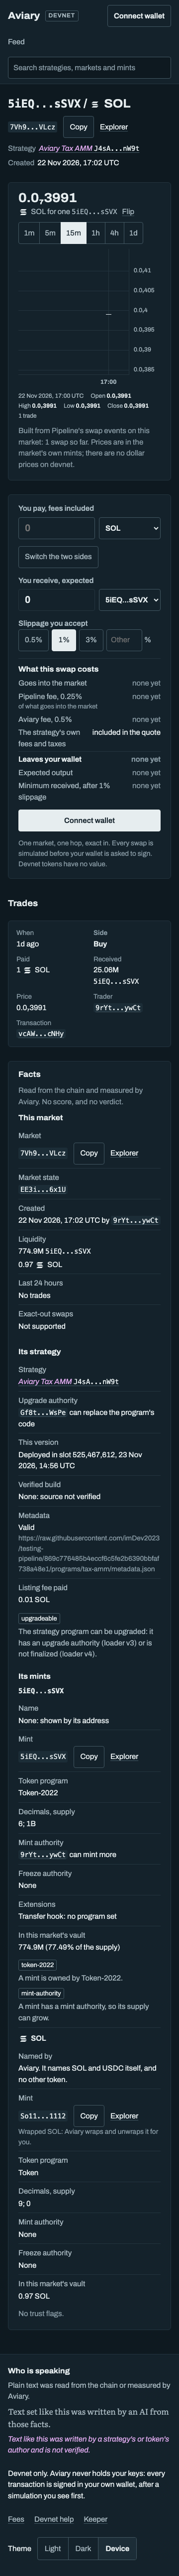 Aviary DEVNET Connect wallet
Feed
Search strategies, markets and mints
5iEQ...sSVX / SOL
7Vh9...VLcz Copy Explorer
Strategy Aviary Tax AMM J4sA...nW9t
Created 22 Nov 2026, 17:02 UTC
0.0₇3991
SOL for one 5iEQ...sSVX Flip
1m 5m 15m 1h 4h 1d
0.0₇41
0.0₇405
0.0₇4
0.0₇395
0.0₇39
0.0₇385
17:00
22 Nov 2026, 17:00 UTC Open 0.0₇3991
High 0.0₇3991 Low 0.0₇3991 Close 0.0₇3991
1 trade
Built from Pipeline's swap events on this
market: 1 swap so far. Prices are in the
market's own mints; there are no dollar
prices on devnet.
You pay, fees included
0 SOL
Switch the two sides
You receive, expected
0 5iEQ...sSVX
Slippage you accept
0.5% 1% 3% Other %
What this swap costs
Goes into the market none yet
Pipeline fee, 0.25% none yet
of what goes into the market
Aviary fee, 0.5% none yet
The strategy's own included in the quote
fees and taxes
Leaves your wallet none yet
Expected output none yet
Minimum received, after 1% none yet
slippage
Connect wallet
One market, one hop, exact in. Every swap is
simulated before your wallet is asked to sign.
Devnet tokens have no value.
Trades
When Side
1d ago Buy
Paid Received
1 SOL 25.06M
5iEQ...sSVX
Price Trader
0.0₇3991 9rYt...ywCt
Transaction
vcAW...cNHy
Facts
Read from the chain and measured by
Aviary. No score, and no verdict.
This market
Market
7Vh9...VLcz Copy Explorer
Market state
EE3i...6x1U
Created
22 Nov 2026, 17:02 UTC by 9rYt...ywCt
Liquidity
774.9M 5iEQ...sSVX
0.97 SOL
Last 24 hours
No trades
Exact-out swaps
Not supported
Its strategy
Strategy
Aviary Tax AMM J4sA...nW9t
Upgrade authority
Gf8t...WsPe can replace the program's
code
This version
Deployed in slot 525,467,612, 23 Nov
2026, 14:56 UTC
Verified build
None: source not verified
Metadata
Valid
https://raw.githubusercontent.com/imDev2023
/testing-
pipeline/869c776485b4eccf6c5fe2b6390bbfaf
738a48e1/programs/tax-amm/metadata.json
Listing fee paid
0.01 SOL
upgradeable
The strategy program can be upgraded: it
has an upgrade authority (loader v3) or is
not finalized (loader v4).
Its mints
5iEQ...sSVX
Name
None: shown by its address
Mint
5iEQ...sSVX Copy Explorer
Token program
Token-2022
Decimals, supply
6; 1B
Mint authority
9rYt...ywCt can mint more
Freeze authority
None
Extensions
Transfer hook: no program set
In this market's vault
774.9M (77.49% of the supply)
token-2022
A mint is owned by Token-2022.
mint-authority
A mint has a mint authority, so its supply
can grow.
SOL
Named by
Aviary. It names SOL and USDC itself, and
no other token.
Mint
So11...1112 Copy Explorer
Wrapped SOL: Aviary wraps and unwraps it for
you.
Token program
Token
Decimals, supply
9; 0
Mint authority
None
Freeze authority
None
In this market's vault
0.97 SOL
No trust flags.
Who is speaking
Plain text was read from the chain or measured by
Aviary.
Text set like this was written by an AI from
those facts.
Text like this was written by a strategy's or token's
author and is not verified.
Devnet only. Aviary never holds your keys: every
transaction is signed in your own wallet, after a
simulation you see first.
Fees Devnet help Keeper
Theme Light Dark Device